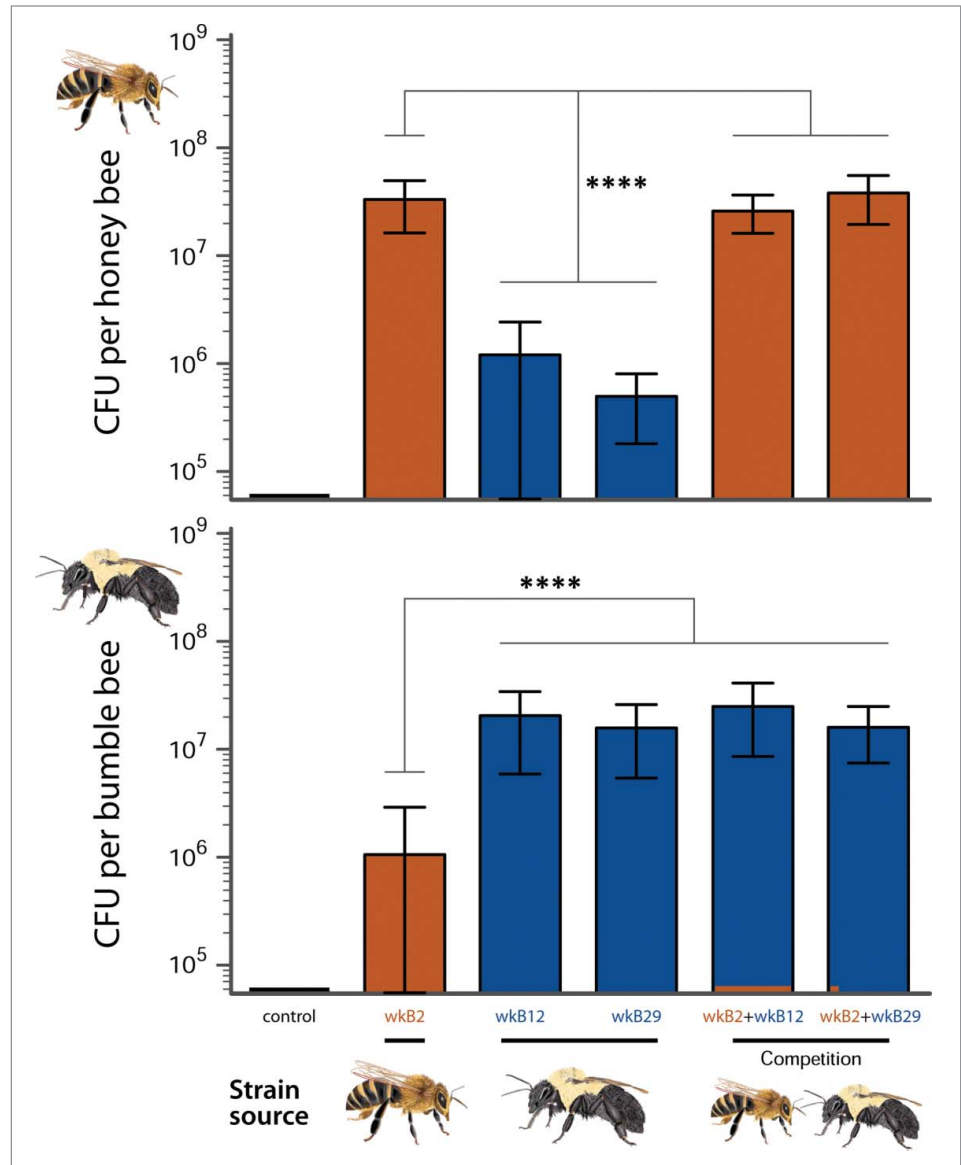 CFU per honey bee
10⁹
10⁸
10⁷
10⁶
10⁵
****
CFU per bumble bee
10⁹
10⁸
10⁷
10⁶
10⁵
****
control wkB2 wkB12 wkB29 wkB2+wkB12 wkB2+wkB29
Competition
Strain
source